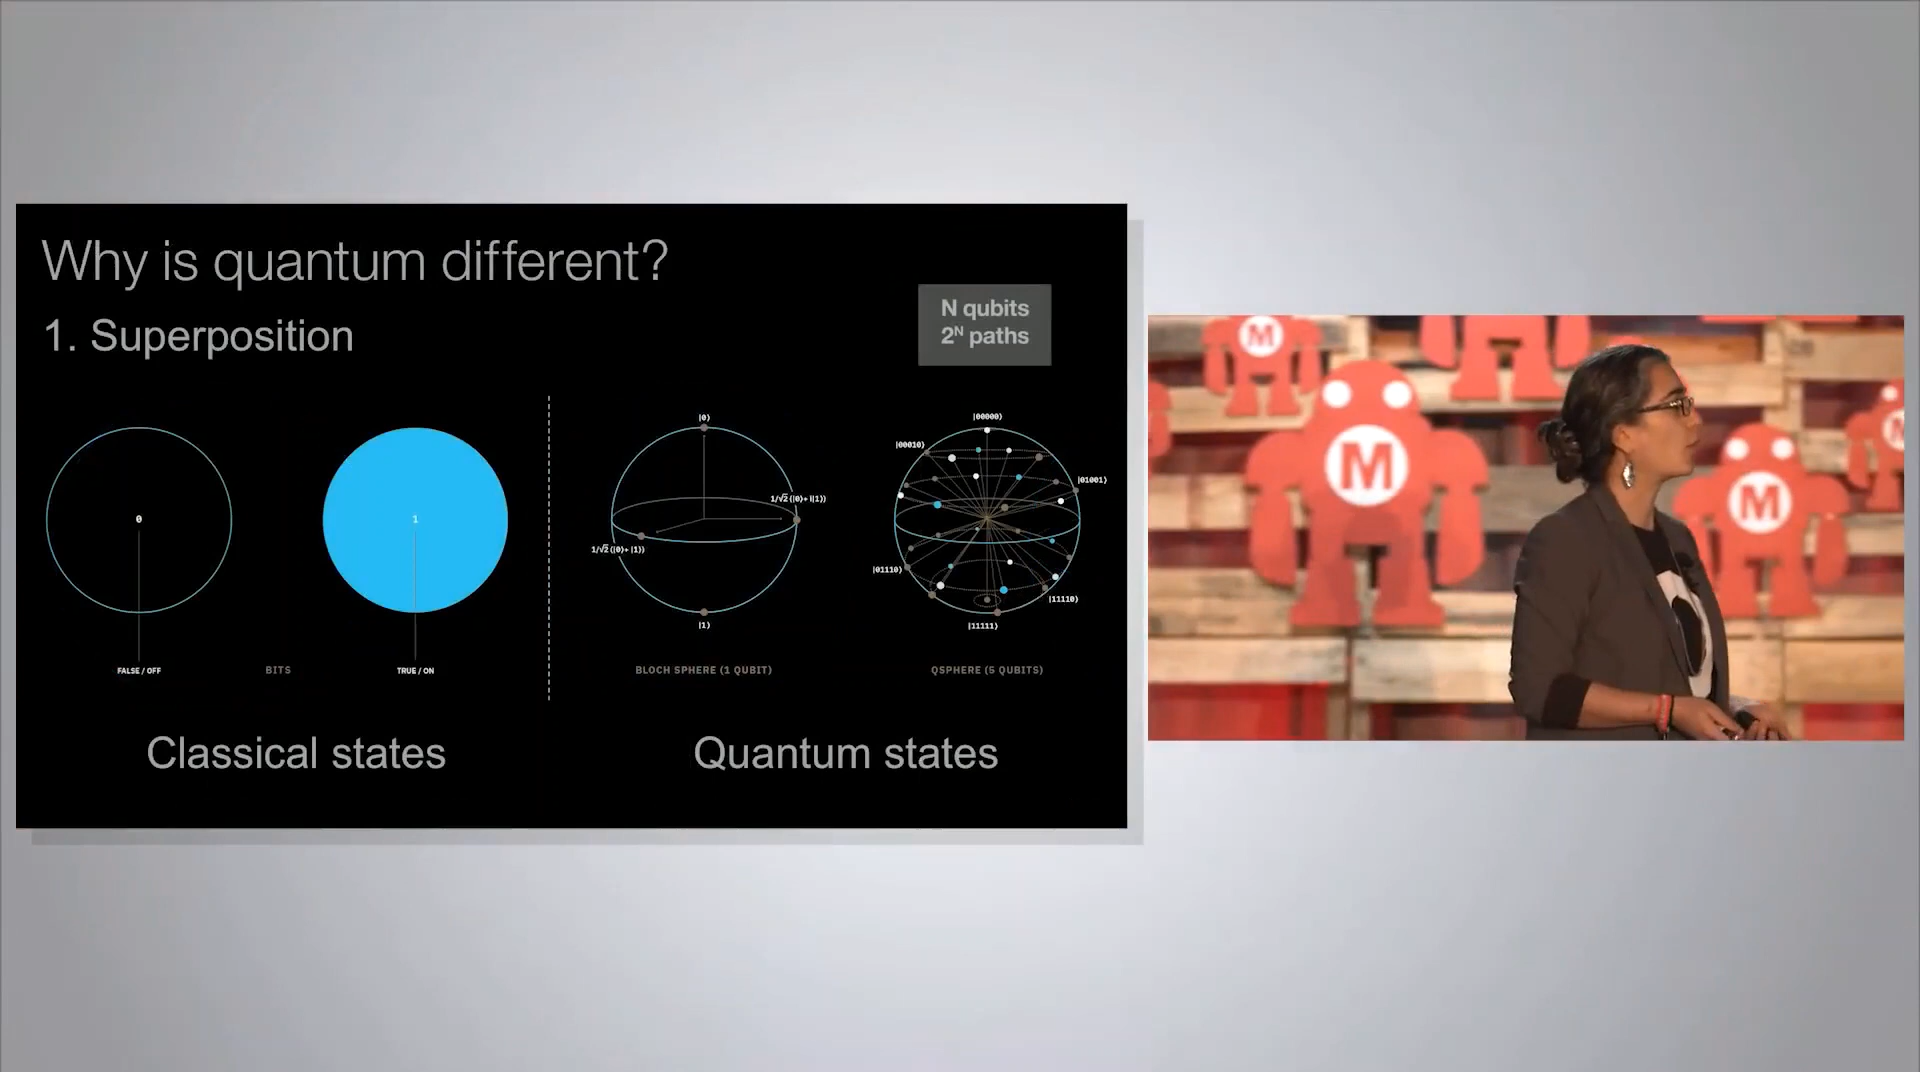 Why is quantum different?
1. Superposition
N qubits
2ᴺ paths
0
1
FALSE / OFF
BITS
TRUE / ON
|0⟩
1/√2 (|0⟩+ i|1⟩)
1/√2 (|0⟩+ |1⟩)
|1⟩
BLOCH SPHERE (1 QUBIT)
|00000⟩
|00010⟩
|01001⟩
|01110⟩
|11110⟩
|11111⟩
QSPHERE (5 QUBITS)
Classical states
Quantum states
M
M
M
M